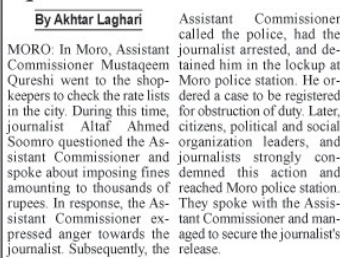 By Akhtar Laghari
MORO: In Moro, Assistant
Commissioner Mustaqeem
Qureshi went to the shop-
keepers to check the rate lists
in the city. During this time,
journalist Altaf Ahmed
Soomro questioned the As-
sistant Commissioner and
spoke about imposing fines
amounting to thousands of
rupees. In response, the As-
sistant Commissioner ex-
pressed anger towards the
journalist. Subsequently, the
Assistant Commissioner
called the police, had the
journalist arrested, and de-
tained him in the lockup at
Moro police station. He or-
dered a case to be registered
for obstruction of duty. Later,
citizens, political and social
organization leaders, and
journalists strongly con-
demned this action and
reached Moro police station.
They spoke with the Assis-
tant Commissioner and man-
aged to secure the journalist's
release.